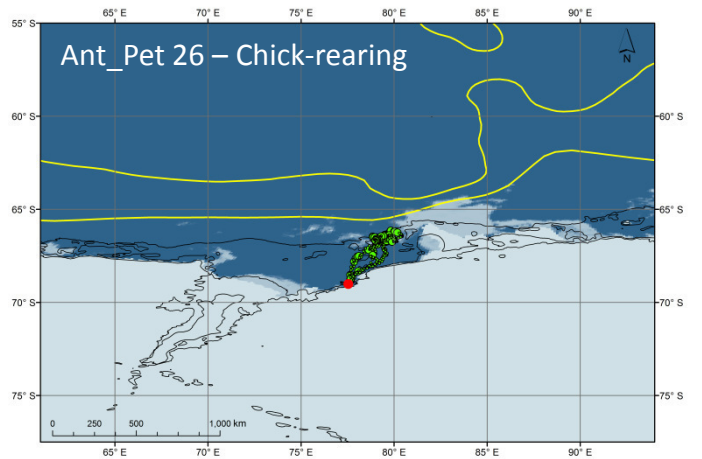 65° E 70° E 75° E 80° E 85° E 90° E
55° S
Ant_Pet 26 – Chick-rearing
N
60° S 60° S
65° S 65° S
70° S 70° S
75° S 75° S
0 250 500 1,000 km
65° E 70° E 75° E 80° E 85° E 90° E